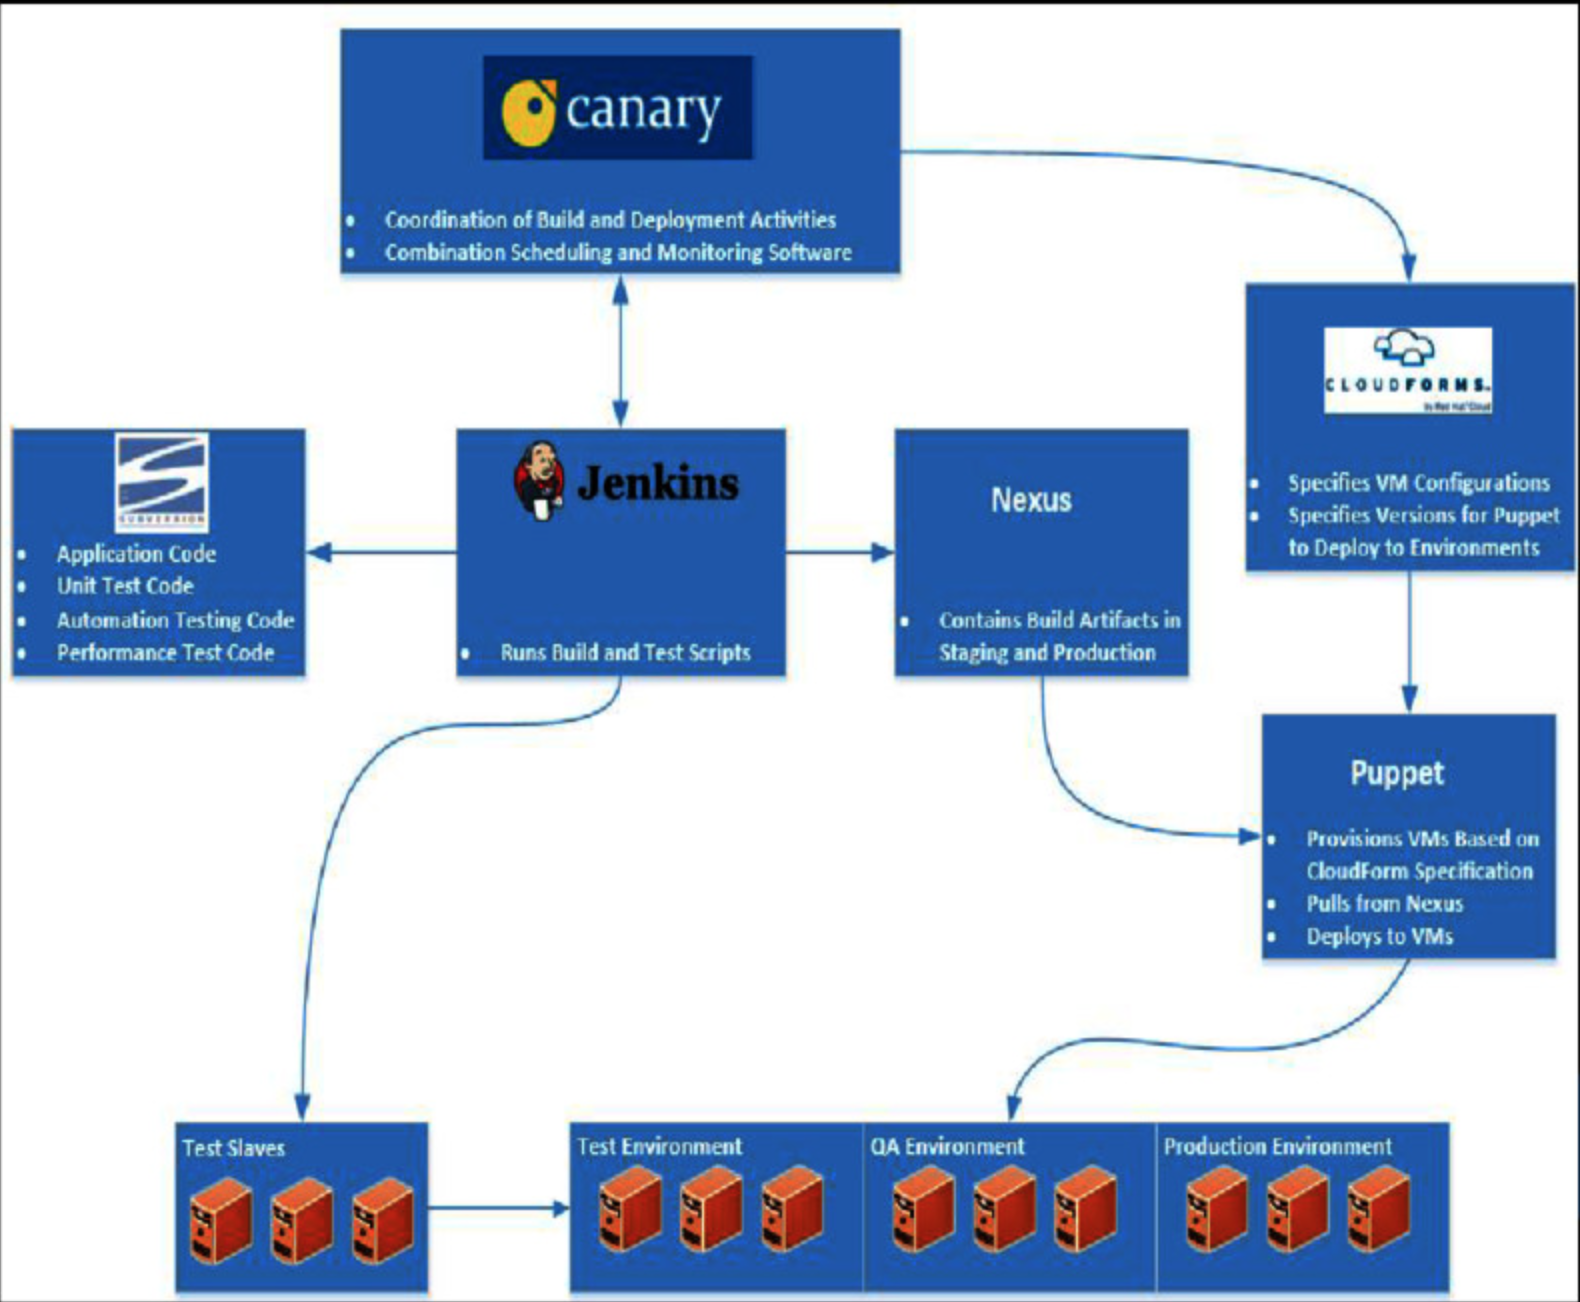 canary
• Coordination of Build and Deployment Activities
• Combination Scheduling and Monitoring Software
CLOUDFORMS.
• Specifies VM Configurations
• Specifies Versions for Puppet
to Deploy to Environments
SUBVERSION
• Application Code
• Unit Test Code
• Automation Testing Code
• Performance Test Code
Jenkins
• Runs Build and Test Scripts
Nexus
• Contains Build Artifacts in
Staging and Production
Puppet
• Provisions VMs Based on
CloudForm Specification
• Pulls from Nexus
• Deploys to VMs
Test Slaves
Test Environment
QA Environment
Production Environment